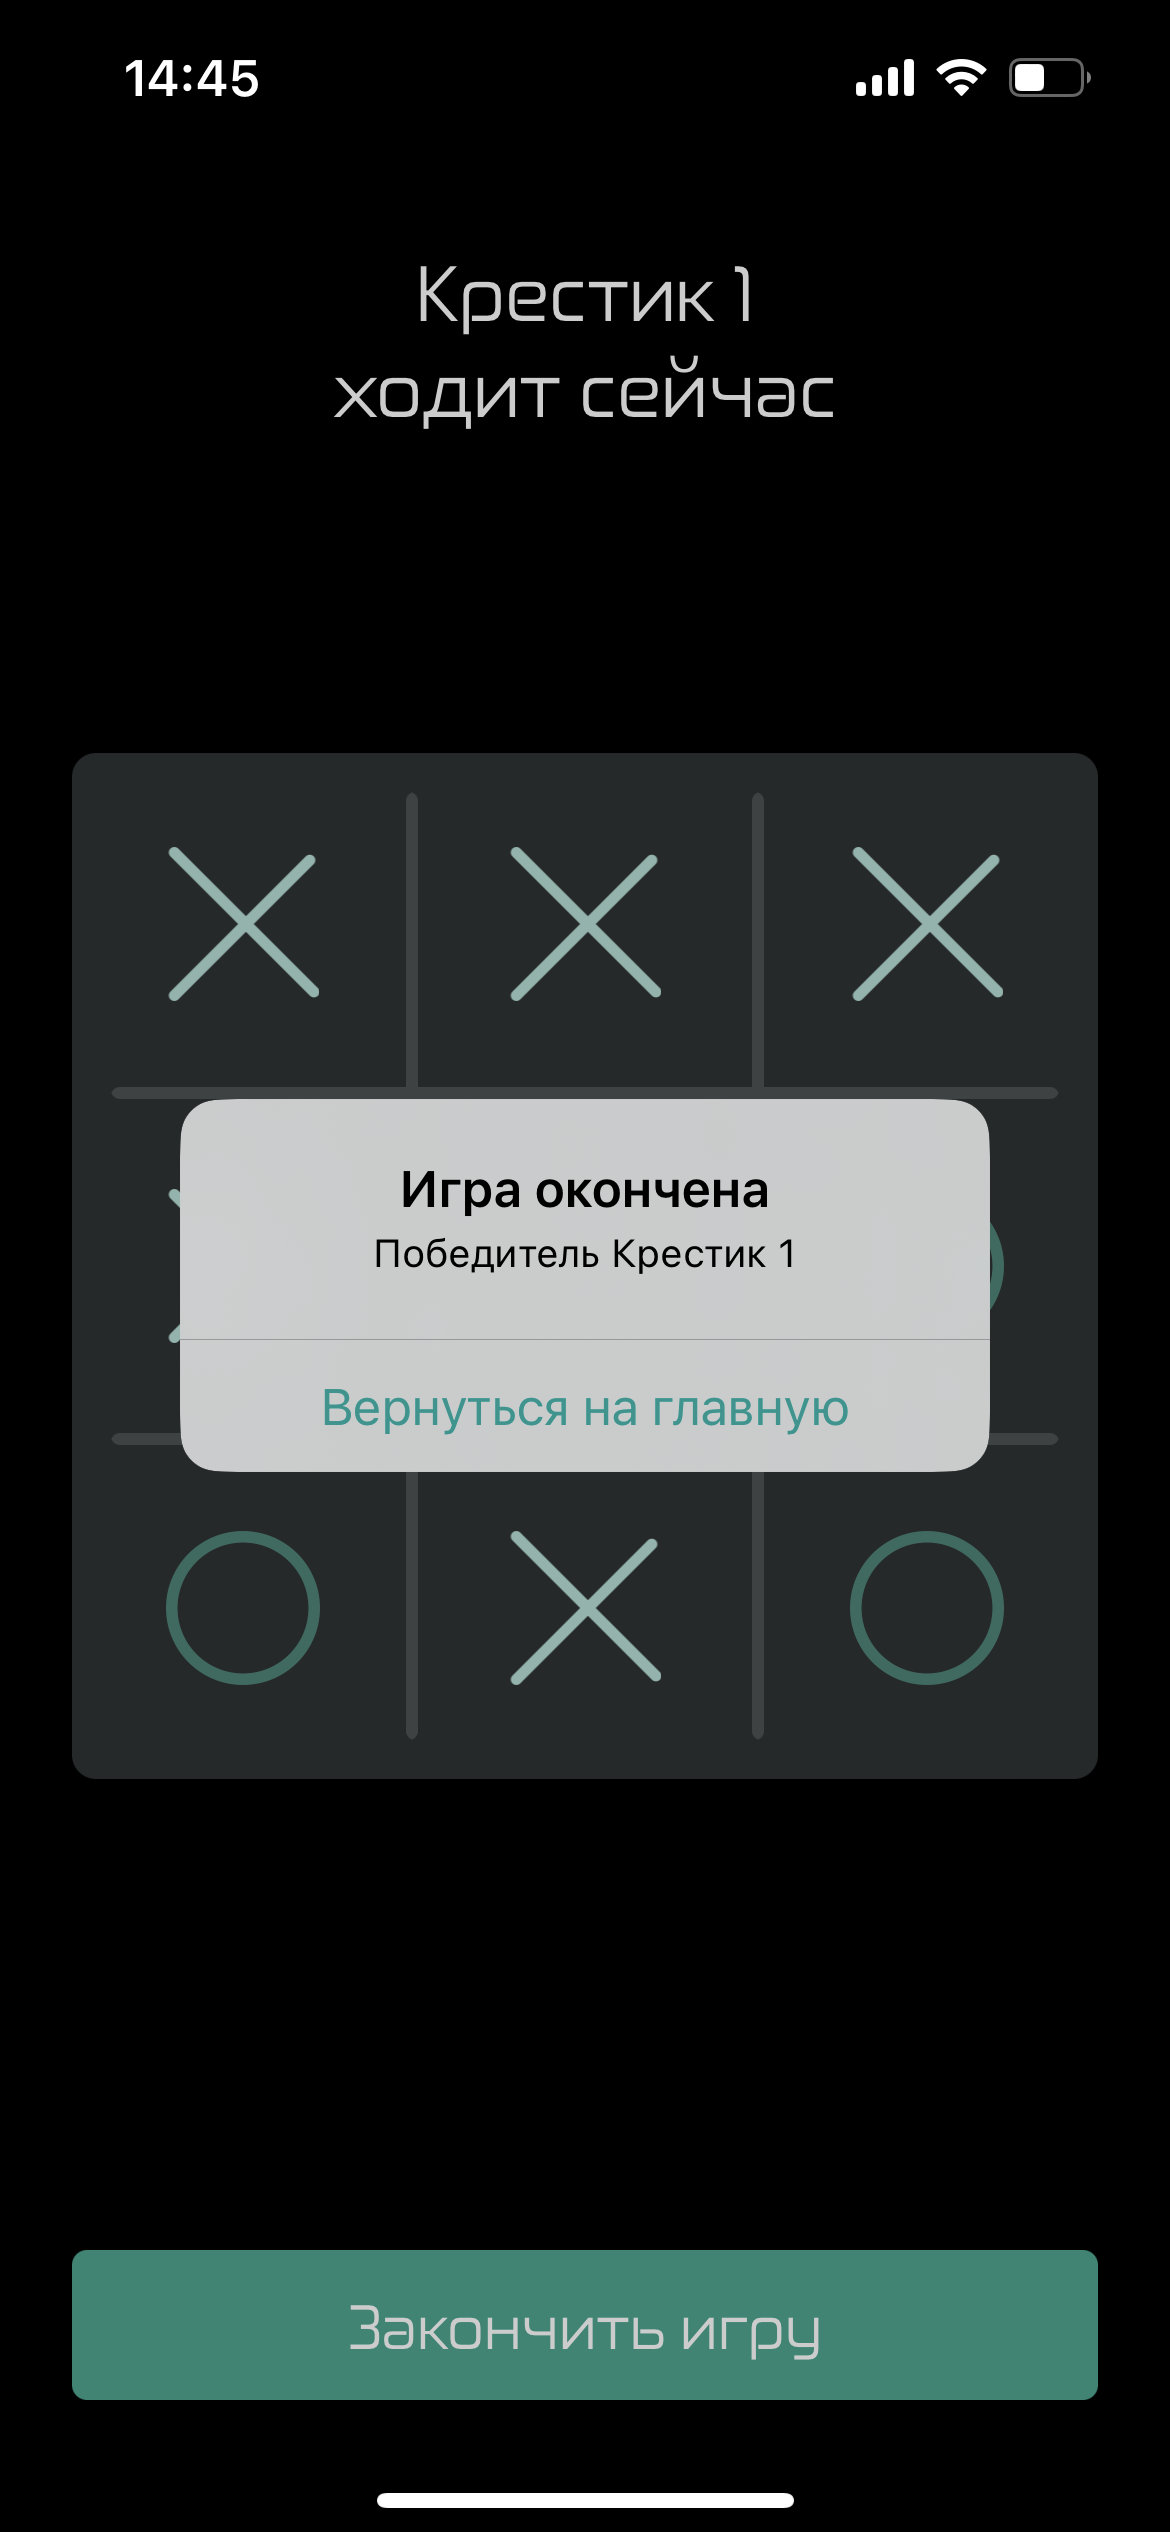 14:45
Крестик 1
ходит сейчас
Игра окончена
Победитель Крестик 1
Вернуться на главную
Закончить игру